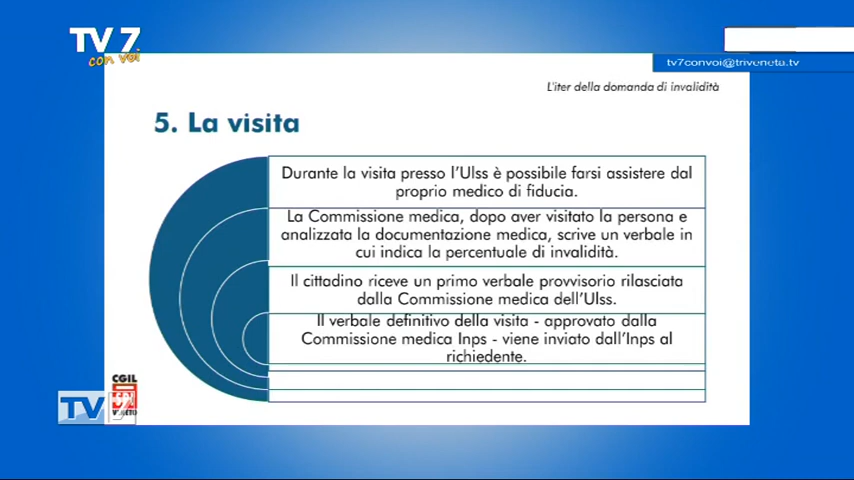 TV7
con voi
tv7convoi@triveneta.tv
L'iter della domanda di invalidità
5. La visita
Durante la visita presso l'Ulss è possibile farsi assistere dal
proprio medico di fiducia.
La Commissione medica, dopo aver visitato la persona e
analizzata la documentazione medica, scrive un verbale in
cui indica la percentuale di invalidità.
Il cittadino riceve un primo verbale provvisorio rilasciata
dalla Commissione medica dell'Ulss.
Il verbale definitivo della visita - approvato dalla
Commissione medica Inps - viene inviato dall'Inps al
richiedente.
CGIL
TV7